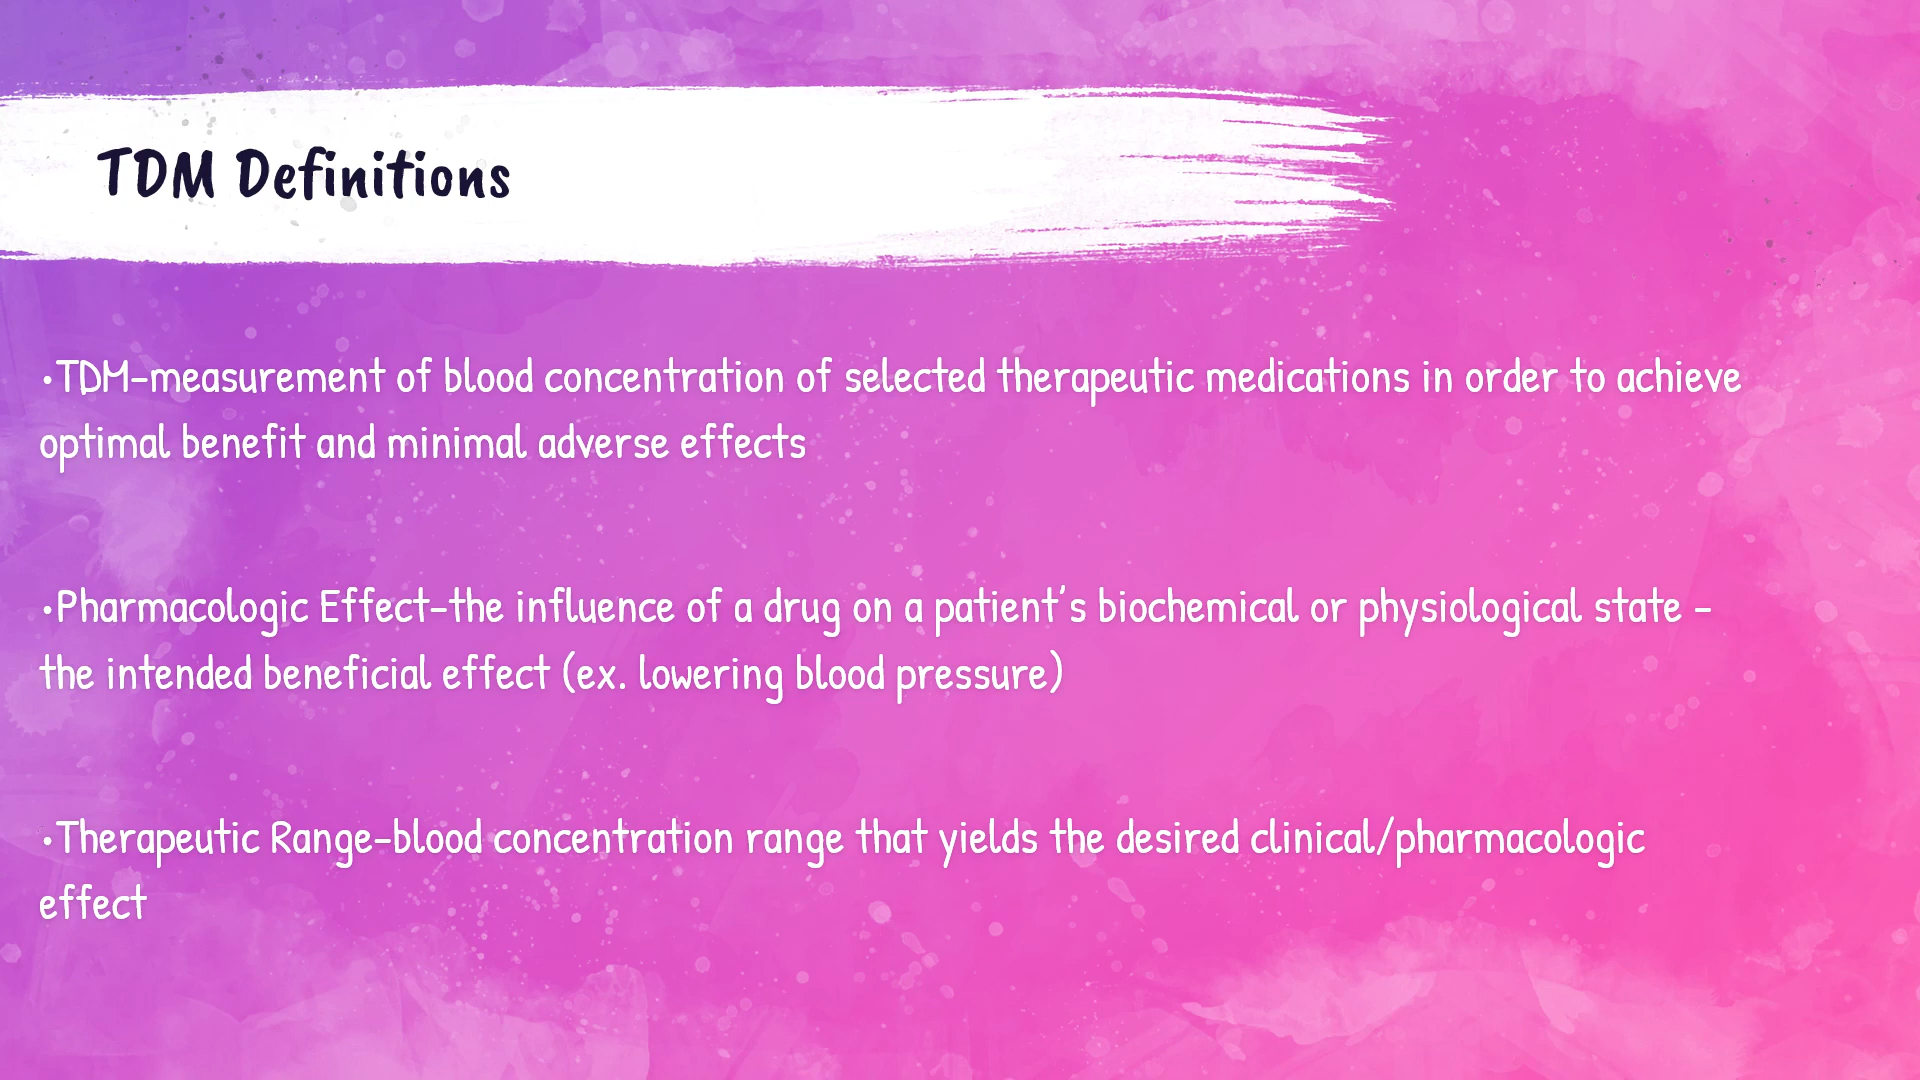 TDM Definitions
•TDM-measurement of blood concentration of selected therapeutic medications in order to achieve
optimal benefit and minimal adverse effects
•Pharmacologic Effect-the influence of a drug on a patient's biochemical or physiological state -
the intended beneficial effect (ex. lowering blood pressure)
•Therapeutic Range-blood concentration range that yields the desired clinical/pharmacologic
effect